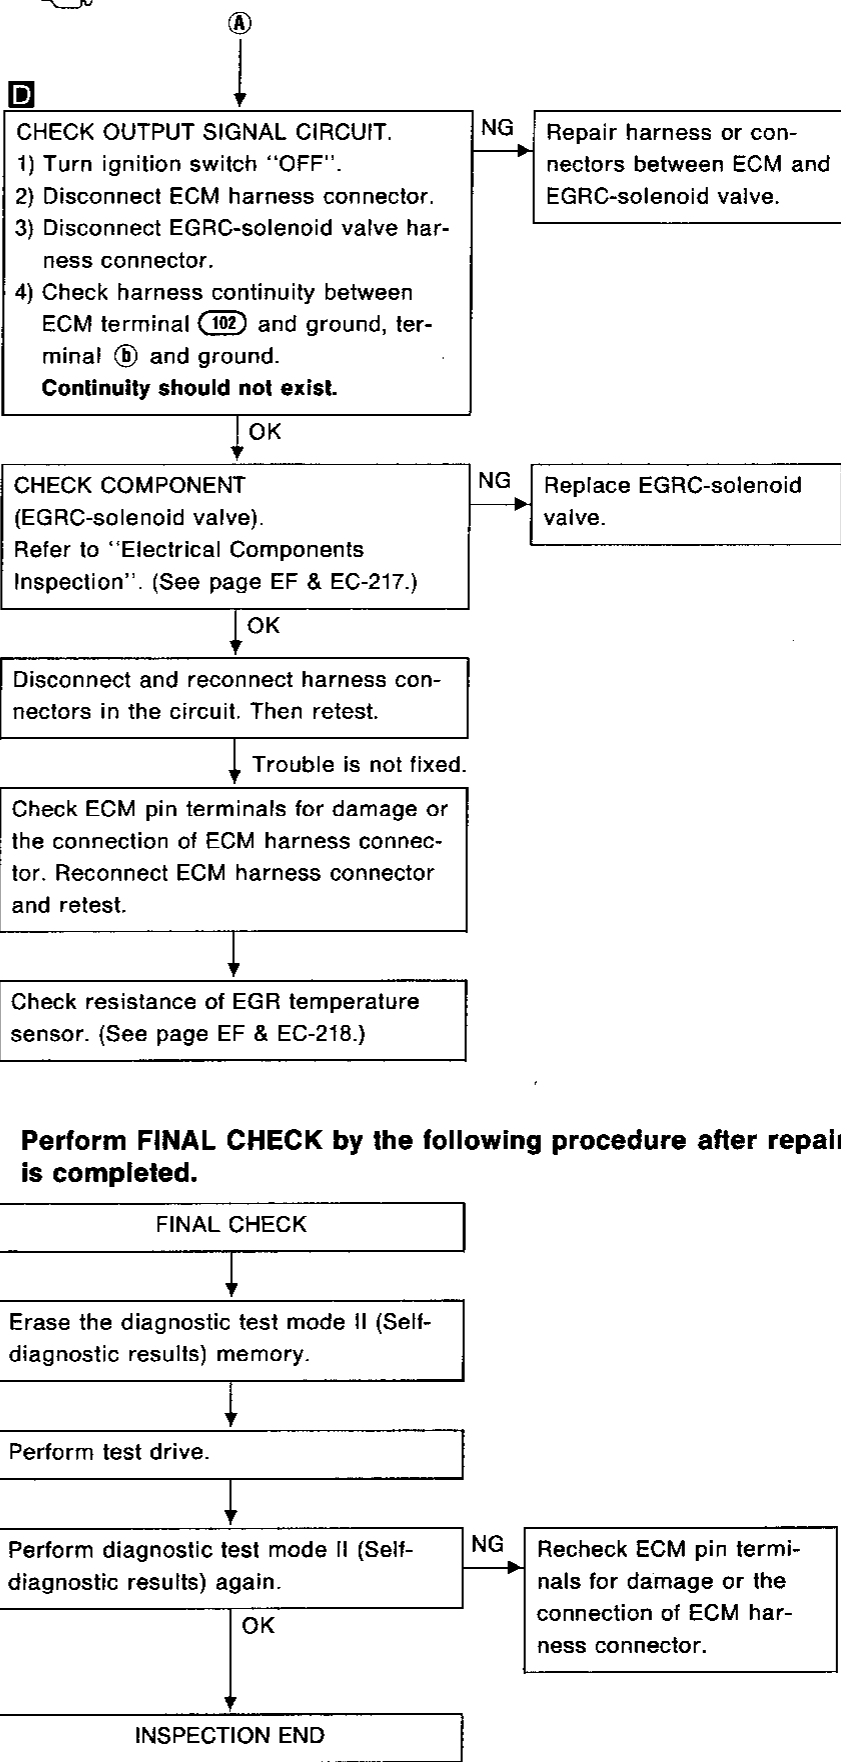 Ⓐ
D
CHECK OUTPUT SIGNAL CIRCUIT.
1) Turn ignition switch "OFF".
2) Disconnect ECM harness connector.
3) Disconnect EGRC-solenoid valve har-
ness connector.
4) Check harness continuity between
ECM terminal 102 and ground, ter-
minal ⓑ and ground.
Continuity should not exist.
NG
Repair harness or con-
nectors between ECM and
EGRC-solenoid valve.
OK
CHECK COMPONENT
(EGRC-solenoid valve).
Refer to "Electrical Components
Inspection". (See page EF & EC-217.)
NG
Replace EGRC-solenoid
valve.
OK
Disconnect and reconnect harness con-
nectors in the circuit. Then retest.
Trouble is not fixed.
Check ECM pin terminals for damage or
the connection of ECM harness connec-
tor. Reconnect ECM harness connector
and retest.
Check resistance of EGR temperature
sensor. (See page EF & EC-218.)
Perform FINAL CHECK by the following procedure after repair
is completed.
FINAL CHECK
Erase the diagnostic test mode II (Self-
diagnostic results) memory.
Perform test drive.
Perform diagnostic test mode II (Self-
diagnostic results) again.
NG
Recheck ECM pin termi-
nals for damage or the
connection of ECM har-
ness connector.
OK
INSPECTION END